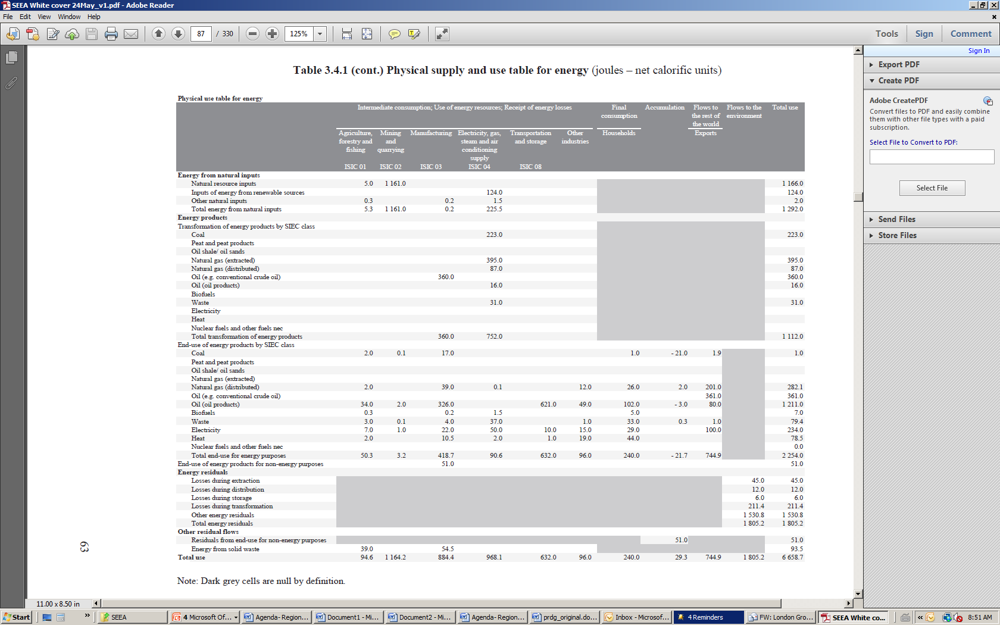 SEEA White cover 24May_v1.pdf - Adobe Reader
File Edit View Window Help
87 / 330 125% Tools Sign Comment
Sign In
Export PDF
Create PDF
Adobe CreatePDF
Convert files to PDF and easily combine
them with other file types with a paid
subscription.
Select File to Convert to PDF:
Select File
Send Files
Store Files
Table 3.4.1 (cont.) Physical supply and use table for energy (joules – net calorific units)
Physical use table for energy
Intermediate consumption; Use of energy resources; Receipt of energy losses Final Accumulation Flows to Flows to the Total use
consumption the rest of environment
the world
Agriculture, Mining Manufacturing Electricity, gas, Transportation Other Households Exports
forestry and and steam and air and storage industries
fishing quarrying conditioning
supply
ISIC 01 ISIC 02 ISIC 03 ISIC 04 ISIC 08
Energy from natural inputs
Natural resource inputs 5.0 1 161.0 1 166.0
Inputs of energy from renewable sources 124.0 124.0
Other natural inputs 0.3 0.2 1.5 2.0
Total energy from natural inputs 5.3 1 161.0 0.2 225.5 1 292.0
Energy products
Transformation of energy products by SIEC class
Coal 223.0 223.0
Peat and peat products
Oil shale/ oil sands
Natural gas (extracted) 395.0 395.0
Natural gas (distributed) 87.0 87.0
Oil (e.g. conventional crude oil) 360.0 360.0
Oil (oil products) 16.0 16.0
Biofuels
Waste 31.0 31.0
Electricity
Heat
Nuclear fuels and other fuels nec
Total transformation of energy products 360.0 752.0 1 112.0
End-use of energy products by SIEC class
Coal 2.0 0.1 17.0 1.0 - 21.0 1.9 1.0
Peat and peat products
Oil shale/ oil sands
Natural gas (extracted)
Natural gas (distributed) 2.0 39.0 0.1 12.0 26.0 2.0 201.0 282.1
Oil (e.g. conventional crude oil) 361.0 361.0
Oil (oil products) 34.0 2.0 326.0 621.0 49.0 102.0 - 3.0 80.0 1 211.0
Biofuels 0.3 0.2 1.5 5.0 7.0
Waste 3.0 0.1 4.0 37.0 1.0 33.0 0.3 1.0 79.4
Electricity 7.0 1.0 22.0 50.0 10.0 15.0 29.0 100.0 234.0
Heat 2.0 10.5 2.0 1.0 19.0 44.0 78.5
Nuclear fuels and other fuels nec 0.0
Total end-use for energy purposes 50.3 3.2 418.7 90.6 632.0 96.0 240.0 - 21.7 744.9 2 254.0
End-use of energy products for non-energy purposes 51.0 51.0
Energy residuals
Losses during extraction 45.0 45.0
Losses during distribution 12.0 12.0
Losses during storage 6.0 6.0
Losses during transformation 211.4 211.4
Other energy residuals 1 530.8 1 530.8
Total energy residuals 1 805.2 1 805.2
Other residual flows
Residuals from end-use for non-energy purposes 51.0 51.0
Energy from solid waste 39.0 54.5 93.5
Total use 94.6 1 164.2 884.4 968.1 632.0 96.0 240.0 29.3 744.9 1 805.2 6 658.7
63
Note: Dark grey cells are null by definition.
11.00 x 8.50 in
Start » SEEA 4 Microsoft Of... Agenda- Region... Document1 - Mi... Document2 - Mi... Agenda- Region... prdg_original.do... Inbox - Microsof... 4 Reminders FW: London Gro... SEEA White co... « 8:51 AM